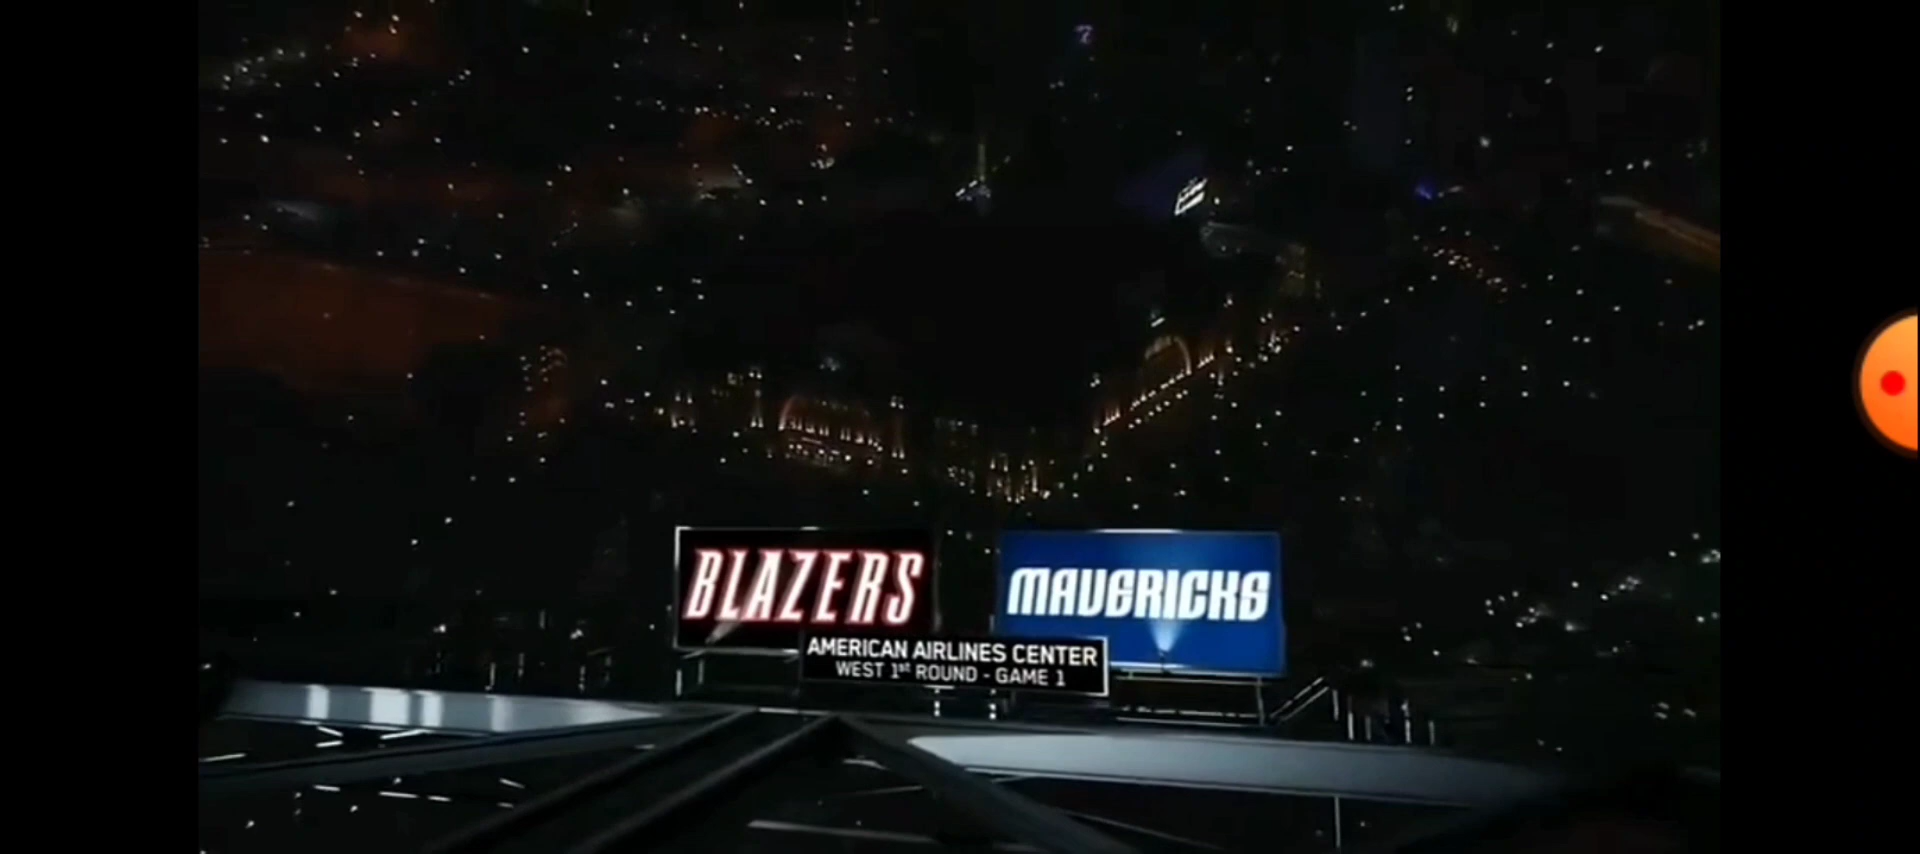 BLAZERS
MAVERICKS
AMERICAN AIRLINES CENTER
WEST 1st ROUND - GAME 1